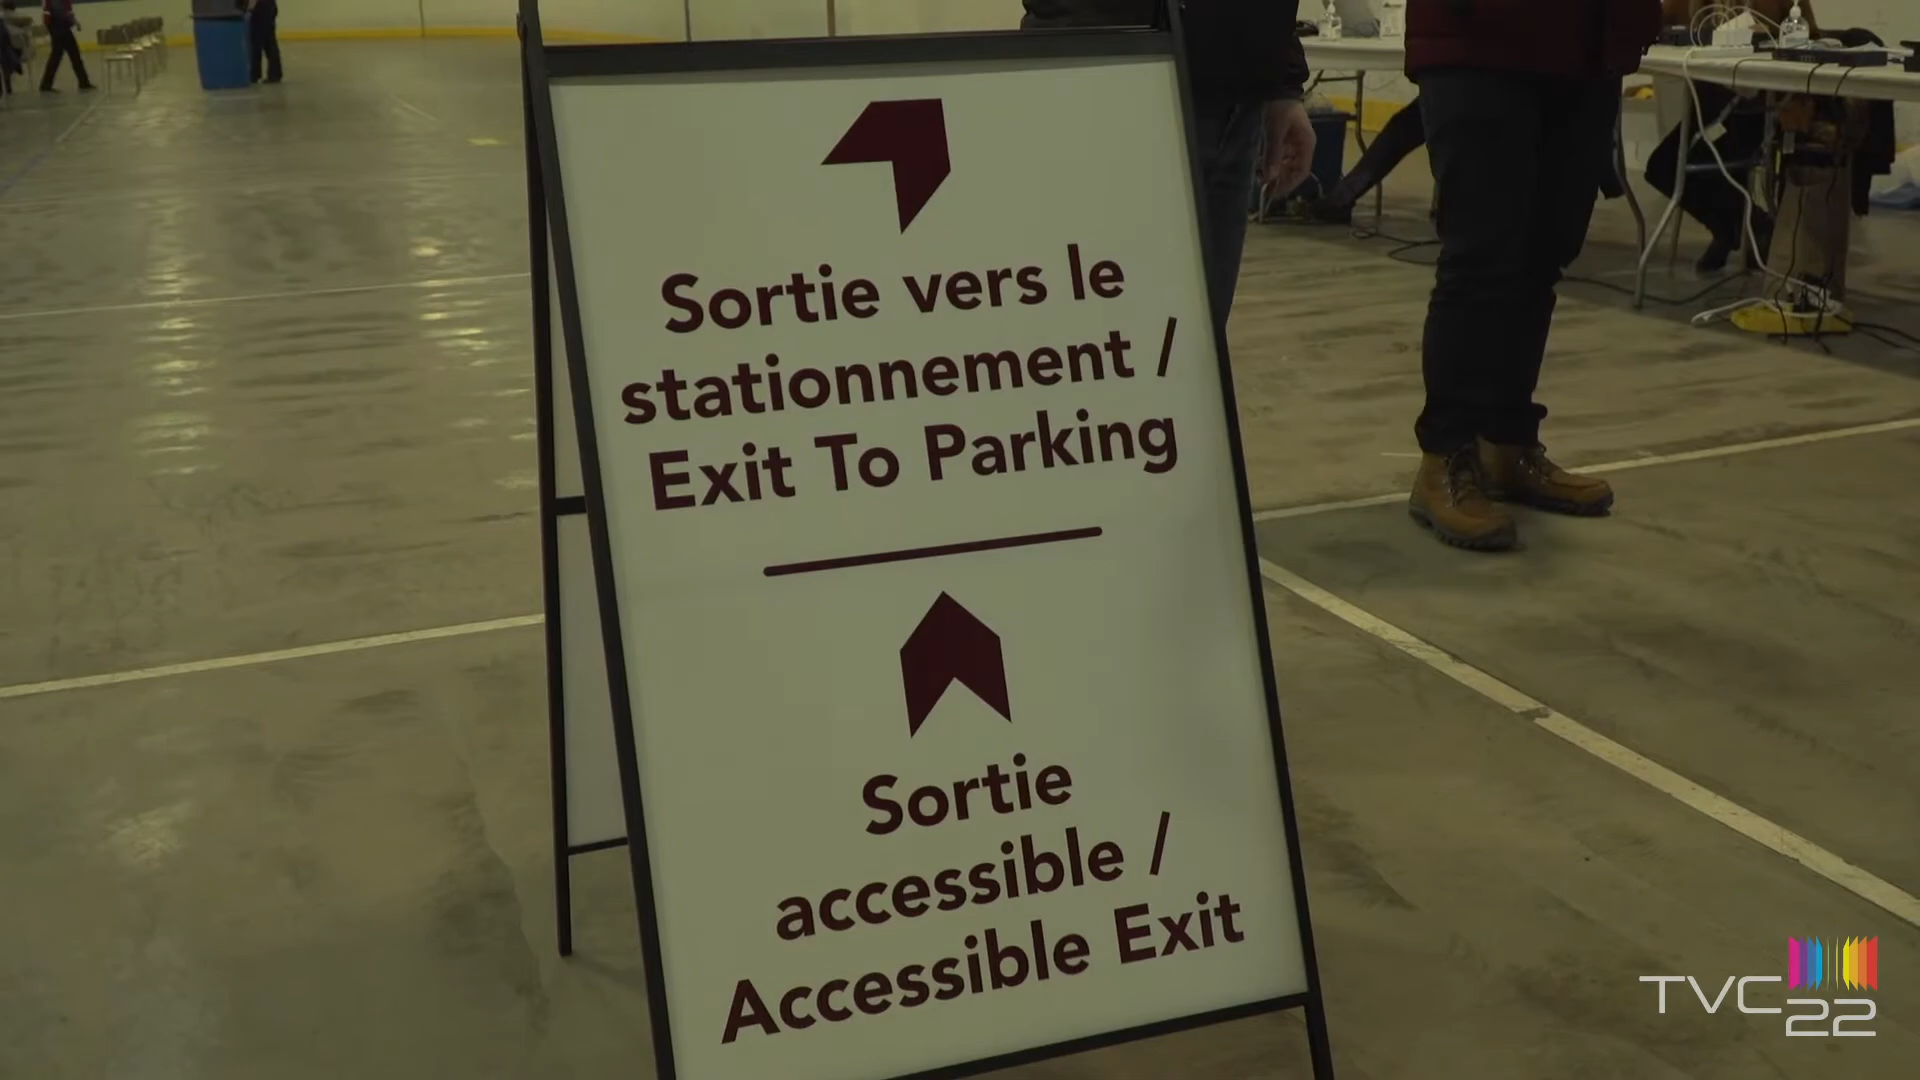 Sortie vers le
stationnement /
Exit To Parking
Sortie
accessible /
Accessible Exit
TVC22